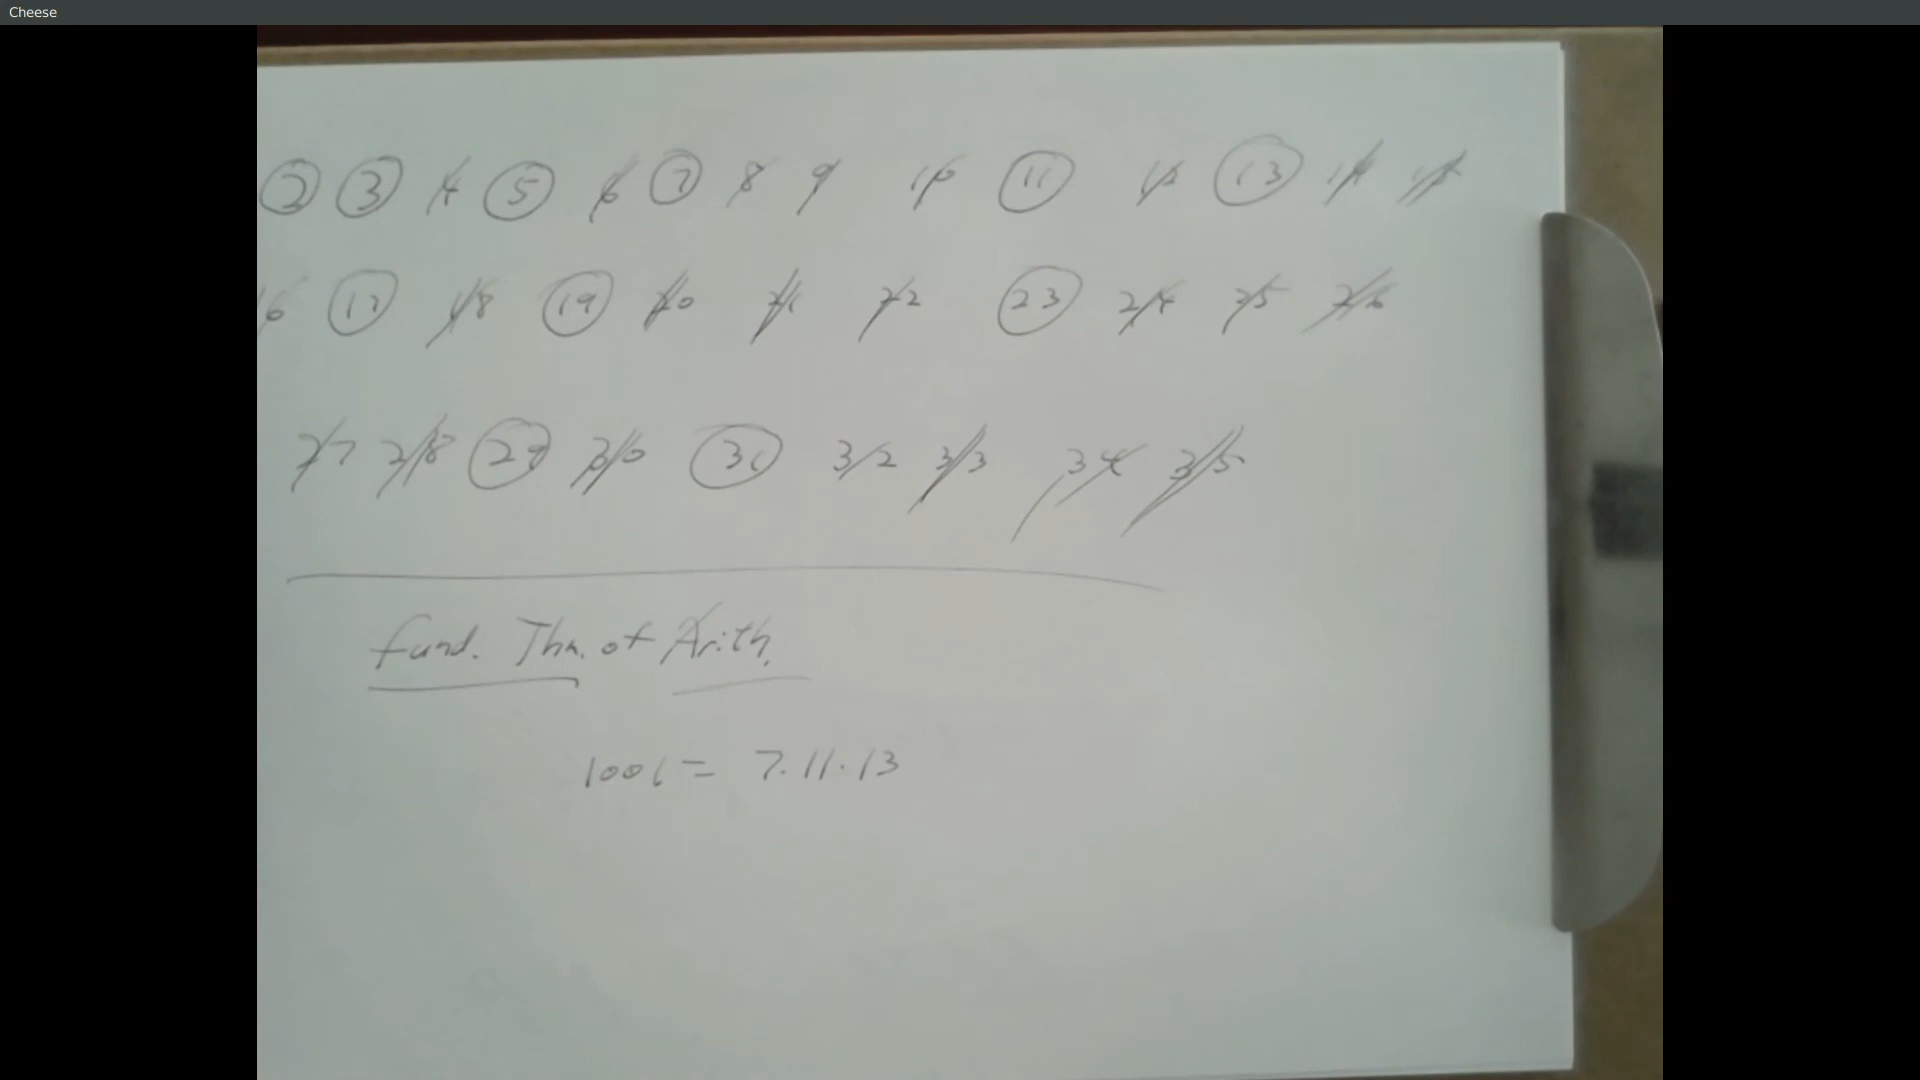 Cheese
2 3 4 5 6 7 8 9 10 11 12 13 14 15
16 17 18 19 20 21 22 23 24 25 26
27 28 29 30 31 32 33 34 35
Fund. Thm. of Arith.
1001 = 7.11.13